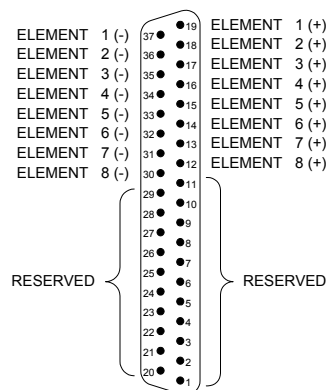 ELEMENT 1 (-)
ELEMENT 2 (-)
ELEMENT 3 (-)
ELEMENT 4 (-)
ELEMENT 5 (-)
ELEMENT 6 (-)
ELEMENT 7 (-)
ELEMENT 8 (-)
RESERVED
37
36
35
34
33
32
31
30
29
28
27
26
25
24
23
22
21
20
19
18
17
16
15
14
13
12
11
10
9
8
7
6
5
4
3
2
1
ELEMENT 1 (+)
ELEMENT 2 (+)
ELEMENT 3 (+)
ELEMENT 4 (+)
ELEMENT 5 (+)
ELEMENT 6 (+)
ELEMENT 7 (+)
ELEMENT 8 (+)
RESERVED